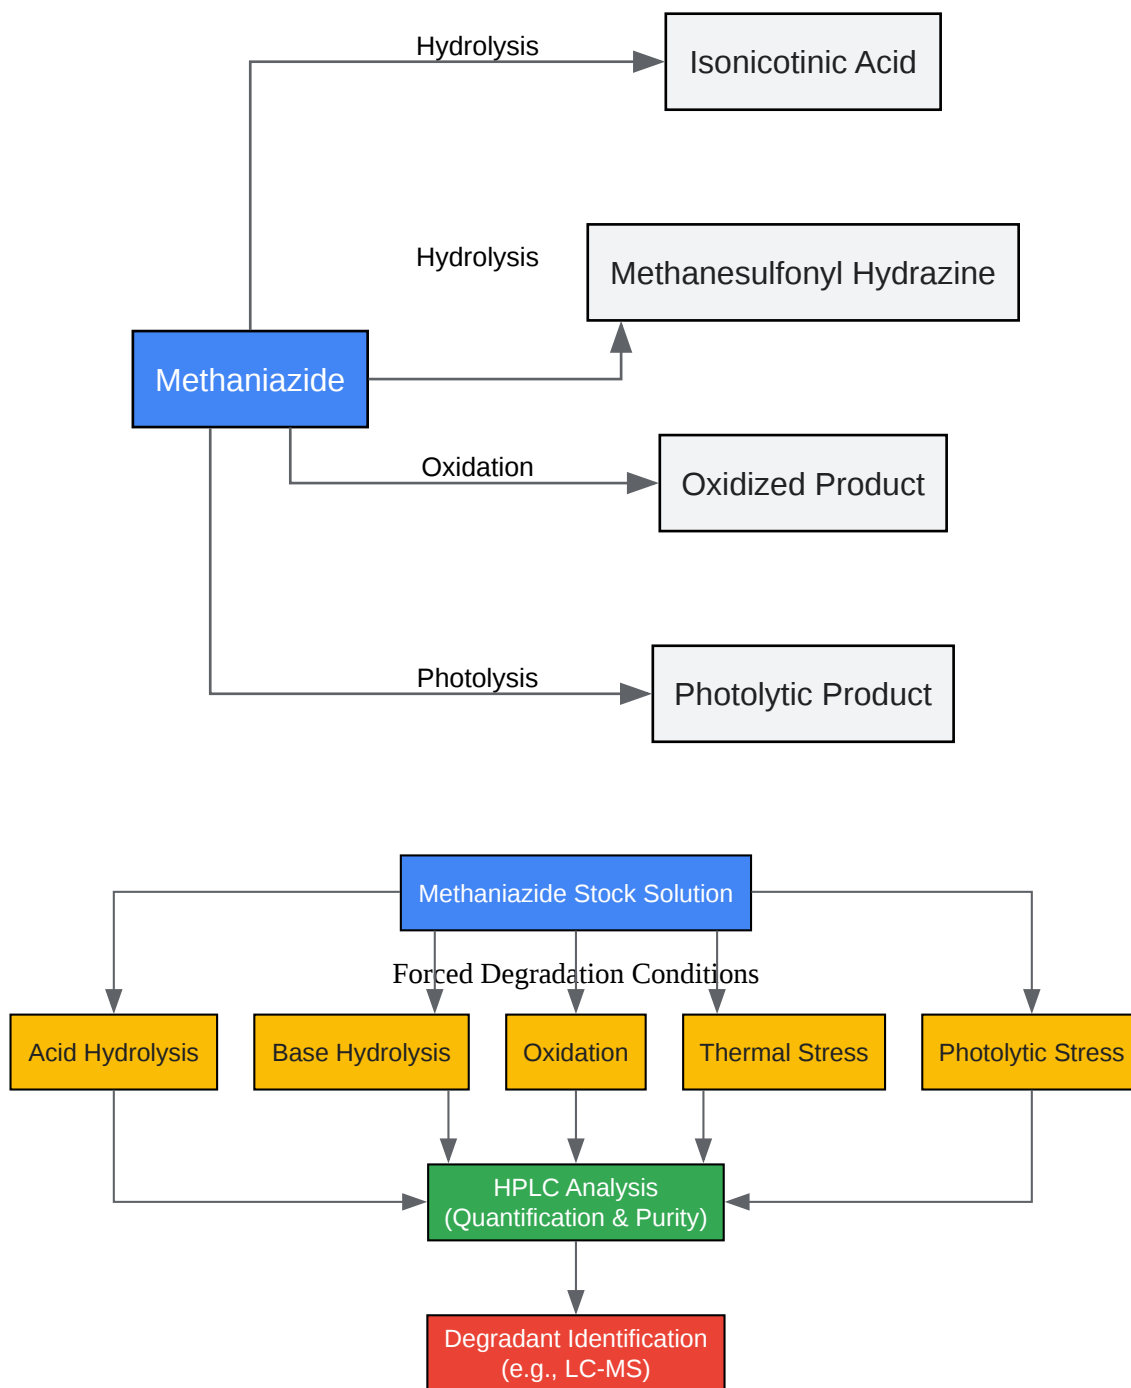 Hydrolysis
Isonicotinic Acid
Hydrolysis
Methanesulfonyl Hydrazine
Methaniazide
Oxidation
Oxidized Product
Photolysis
Photolytic Product
Methaniazide Stock Solution
Forced Degradation Conditions
Acid Hydrolysis
Base Hydrolysis
Oxidation
Thermal Stress
Photolytic Stress
HPLC Analysis
(Quantification & Purity)
Degradant Identification
(e.g., LC-MS)